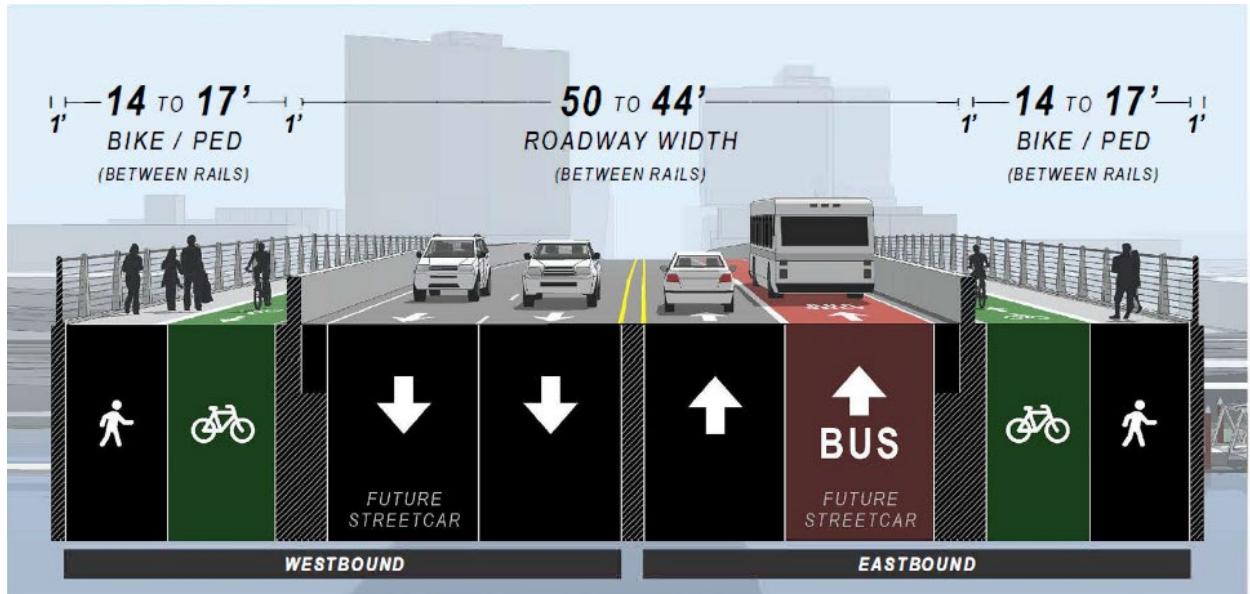 14 TO 17’
BIKE / PED
(BETWEEN RAILS)
1’
1’
50 TO 44’
ROADWAY WIDTH
(BETWEEN RAILS)
14 TO 17’
BIKE / PED
(BETWEEN RAILS)
1’
1’
BUS
FUTURE
STREETCAR
FUTURE
STREETCAR
WESTBOUND
EASTBOUND